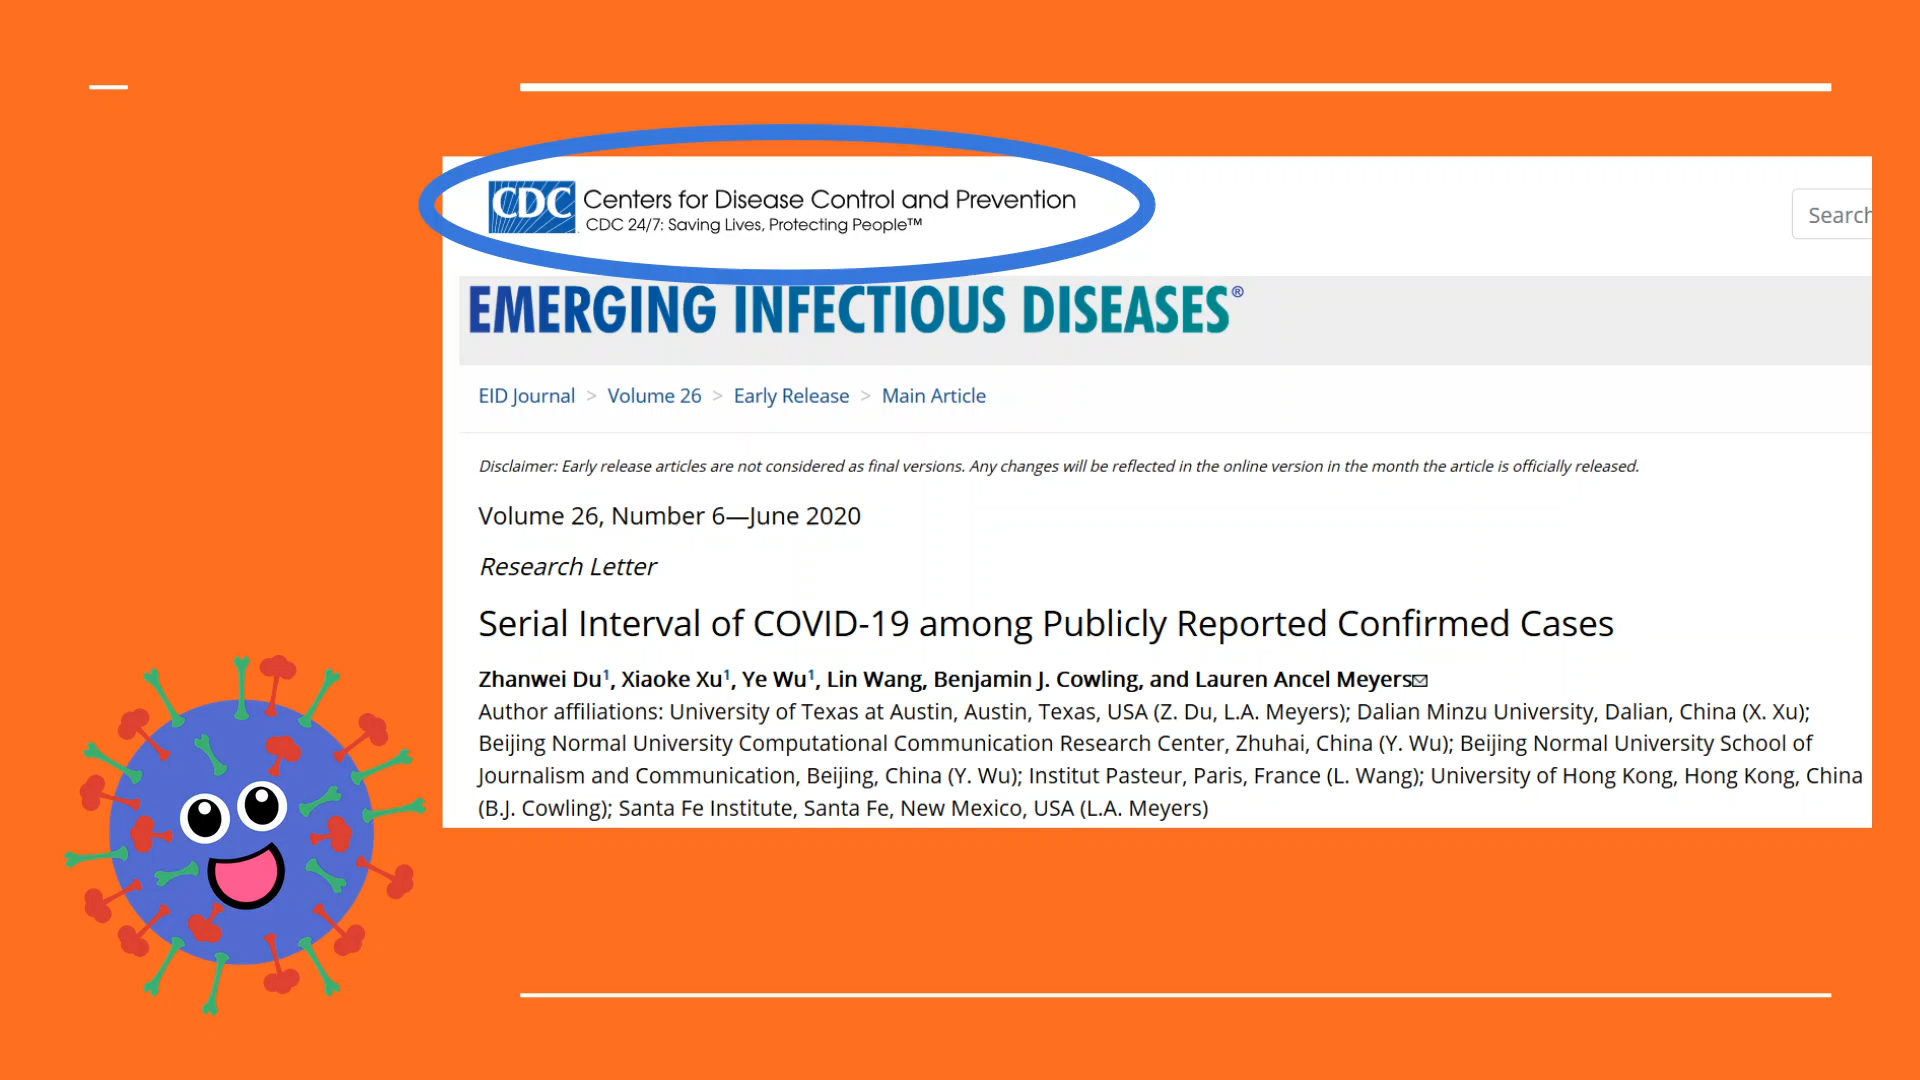 CDC Centers for Disease Control and Prevention
CDC 24/7: Saving Lives, Protecting People™
Search
EMERGING INFECTIOUS DISEASES®
EID Journal > Volume 26 > Early Release > Main Article
Disclaimer: Early release articles are not considered as final versions. Any changes will be reflected in the online version in the month the article is officially released.
Volume 26, Number 6—June 2020
Research Letter
Serial Interval of COVID-19 among Publicly Reported Confirmed Cases
Zhanwei Du¹, Xiaoke Xu¹, Ye Wu¹, Lin Wang, Benjamin J. Cowling, and Lauren Ancel Meyers
Author affiliations: University of Texas at Austin, Austin, Texas, USA (Z. Du, L.A. Meyers); Dalian Minzu University, Dalian, China (X. Xu);
Beijing Normal University Computational Communication Research Center, Zhuhai, China (Y. Wu); Beijing Normal University School of
Journalism and Communication, Beijing, China (Y. Wu); Institut Pasteur, Paris, France (L. Wang); University of Hong Kong, Hong Kong, China
(B.J. Cowling); Santa Fe Institute, Santa Fe, New Mexico, USA (L.A. Meyers)